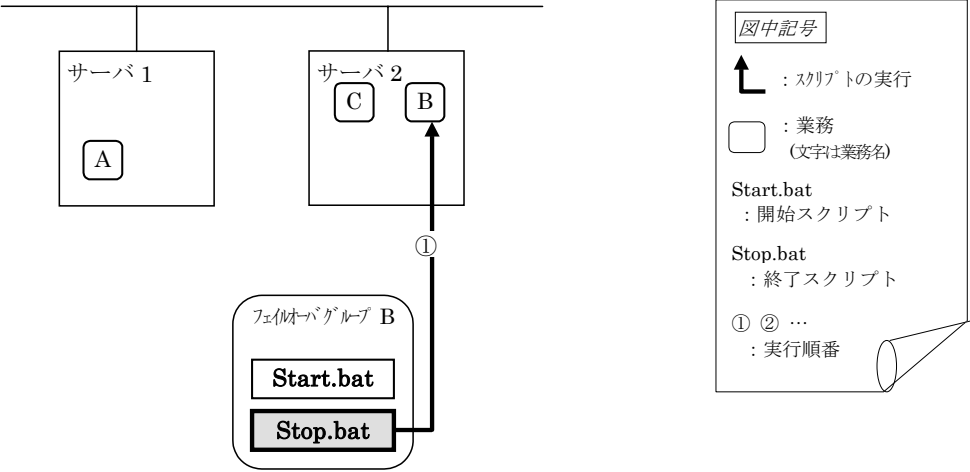 サーバ 1
サーバ 2
A
C
B
①
フェイルオーバグループ B
Start.bat
Stop.bat
図中記号
：スクリプトの実行
：業務
(文字は業務名)
Start.bat
：開始スクリプト
Stop.bat
：終了スクリプト
① ② …
：実行順番